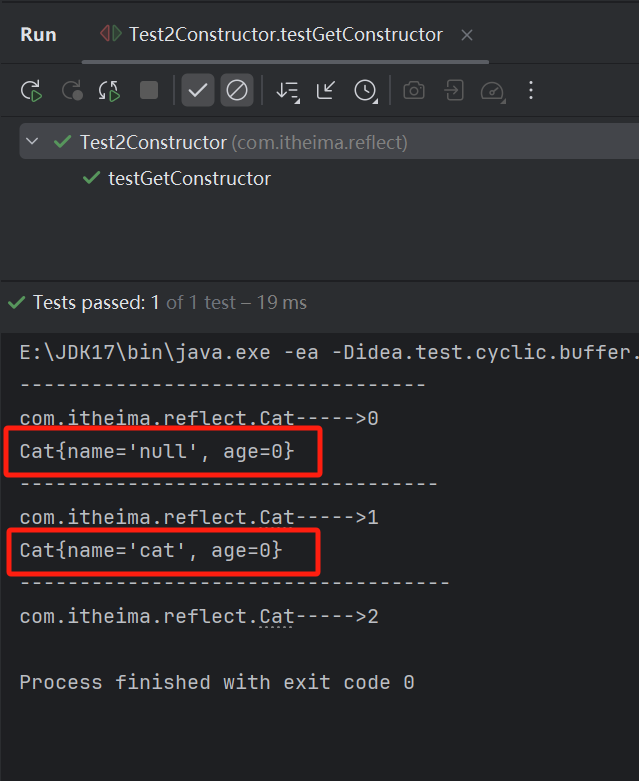 Run Test2Constructor.testGetConstructor ×
Test2Constructor (com.itheima.reflect)
testGetConstructor
Tests passed: 1 of 1 test – 19 ms
E:\JDK17\bin\java.exe -ea -Didea.test.cyclic.buffer.
-----------------------------------
com.itheima.reflect.Cat----->0
Cat{name='null', age=0}
------------------------------------
com.itheima.reflect.Cat----->1
Cat{name='cat', age=0}
-------------------------------------
com.itheima.reflect.Cat----->2
Process finished with exit code 0